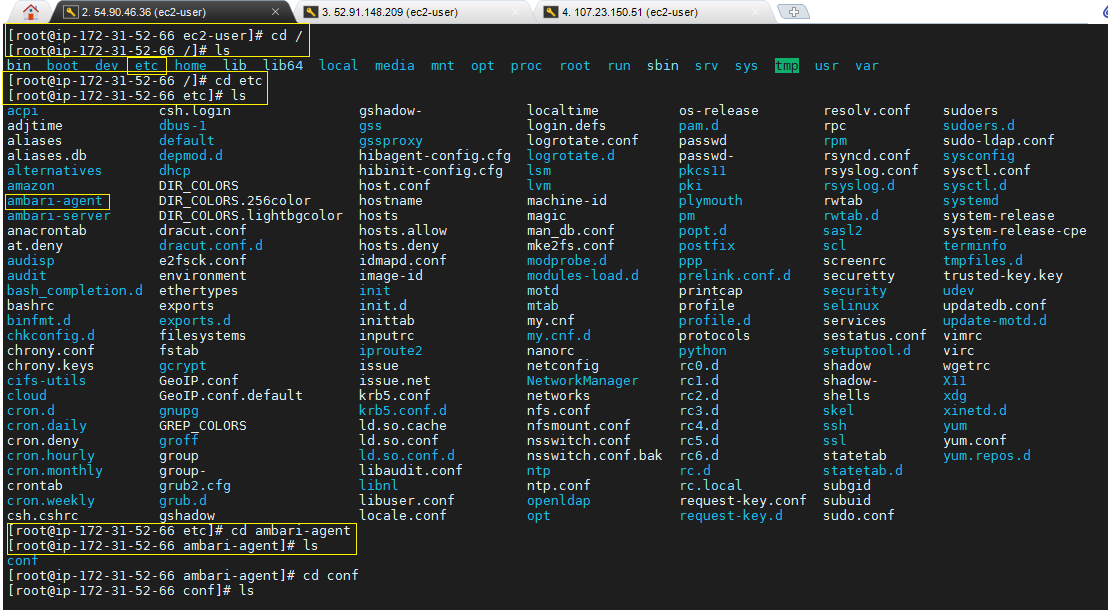 2. 54.90.46.36 (ec2-user) 3. 52.91.148.209 (ec2-user) 4. 107.23.150.51 (ec2-user)
[root@ip-172-31-52-66 ec2-user]# cd /
[root@ip-172-31-52-66 /]# ls
bin boot dev etc home lib lib64 local media mnt opt proc root run sbin srv sys tmp usr var
[root@ip-172-31-52-66 /]# cd etc
[root@ip-172-31-52-66 etc]# ls
acpi csh.login gshadow- localtime os-release resolv.conf sudoers
adjtime dbus-1 gss login.defs pam.d rpc sudoers.d
aliases default gssproxy logrotate.conf passwd rpm sudo-ldap.conf
aliases.db depmod.d hibagent-config.cfg logrotate.d passwd- rsyncd.conf sysconfig
alternatives dhcp hibinit-config.cfg lsm pkcs11 rsyslog.conf sysctl.conf
amazon DIR_COLORS host.conf lvm pki rsyslog.d sysctl.d
ambari-agent DIR_COLORS.256color hostname machine-id plymouth rwtab systemd
ambari-server DIR_COLORS.lightbgcolor hosts magic pm rwtab.d system-release
anacrontab dracut.conf hosts.allow man_db.conf popt.d sasl2 system-release-cpe
at.deny dracut.conf.d hosts.deny mke2fs.conf postfix scl terminfo
audisp e2fsck.conf idmapd.conf modprobe.d ppp screenrc tmpfiles.d
audit environment image-id modules-load.d prelink.conf.d securetty trusted-key.key
bash_completion.d ethertypes init motd printcap security udev
bashrc exports init.d mtab profile selinux updatedb.conf
binfmt.d exports.d inittab my.cnf profile.d services update-motd.d
chkconfig.d filesystems inputrc my.cnf.d protocols sestatus.conf vimrc
chrony.conf fstab iproute2 nanorc python setuptool.d virc
chrony.keys gcrypt issue netconfig rc0.d shadow wgetrc
cifs-utils GeoIP.conf issue.net NetworkManager rc1.d shadow- X11
cloud GeoIP.conf.default krb5.conf networks rc2.d shells xdg
cron.d gnupg krb5.conf.d nfs.conf rc3.d skel xinetd.d
cron.daily GREP_COLORS ld.so.cache nfsmount.conf rc4.d ssh yum
cron.deny groff ld.so.conf nsswitch.conf rc5.d ssl yum.conf
cron.hourly group ld.so.conf.d nsswitch.conf.bak rc6.d statetab yum.repos.d
cron.monthly group- libaudit.conf ntp rc.d statetab.d
crontab grub2.cfg libnl ntp.conf rc.local subgid
cron.weekly grub.d libuser.conf openldap request-key.conf subuid
csh.cshrc gshadow locale.conf opt request-key.d sudo.conf
[root@ip-172-31-52-66 etc]# cd ambari-agent
[root@ip-172-31-52-66 ambari-agent]# ls
conf
[root@ip-172-31-52-66 ambari-agent]# cd conf
[root@ip-172-31-52-66 conf]# ls